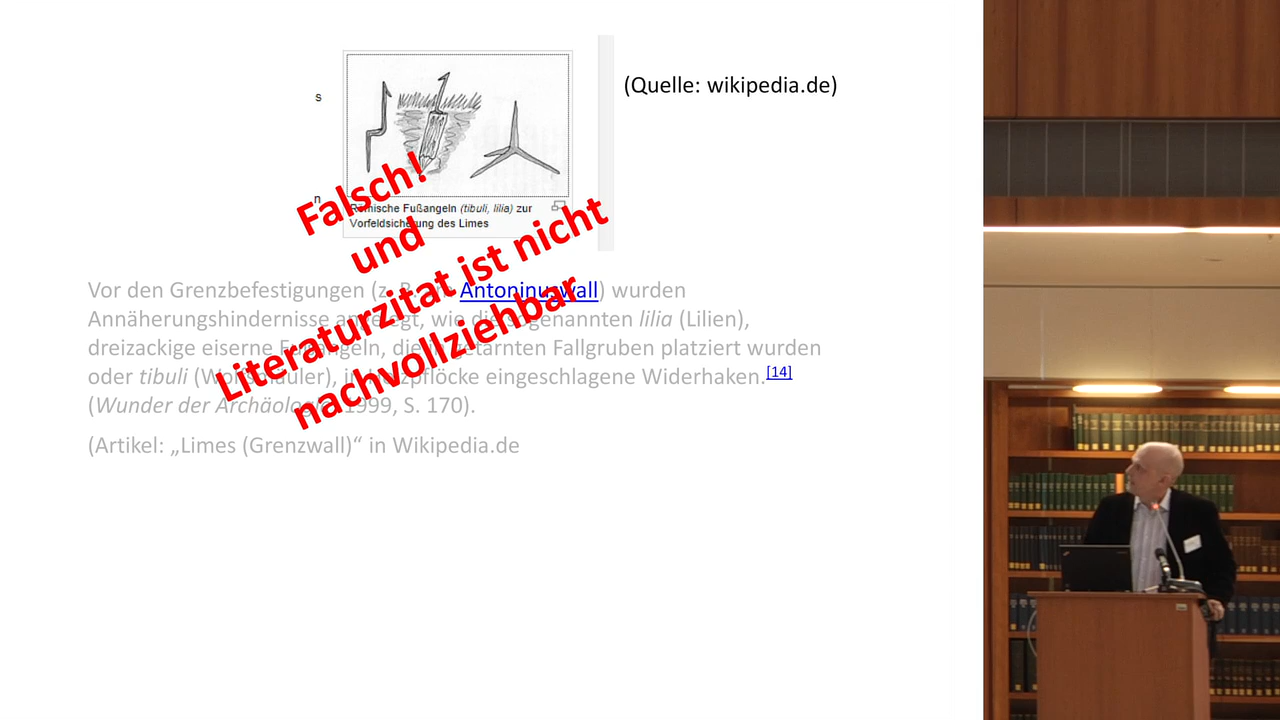 (Quelle: wikipedia.de)
s
n
Römische Fußangeln (tibuli, lilia) zur
Vorfeldsicherung des Limes
Falsch!
und
Literaturzitat ist nicht
nachvollziehbar
Vor den Grenzbefestigungen (z. B. Antoninuswall) wurden
Annäherungshindernisse angelegt, wie die sogenannten lilia (Lilien),
dreizackige eiserne Fußangeln, die in getarnten Fallgruben platziert wurden
oder tibuli (Wolfsmäuler), in Holzpflöcke eingeschlagene Widerhaken.[14]
(Wunder der Archäologie 1999, S. 170).
(Artikel: „Limes (Grenzwall)“ in Wikipedia.de